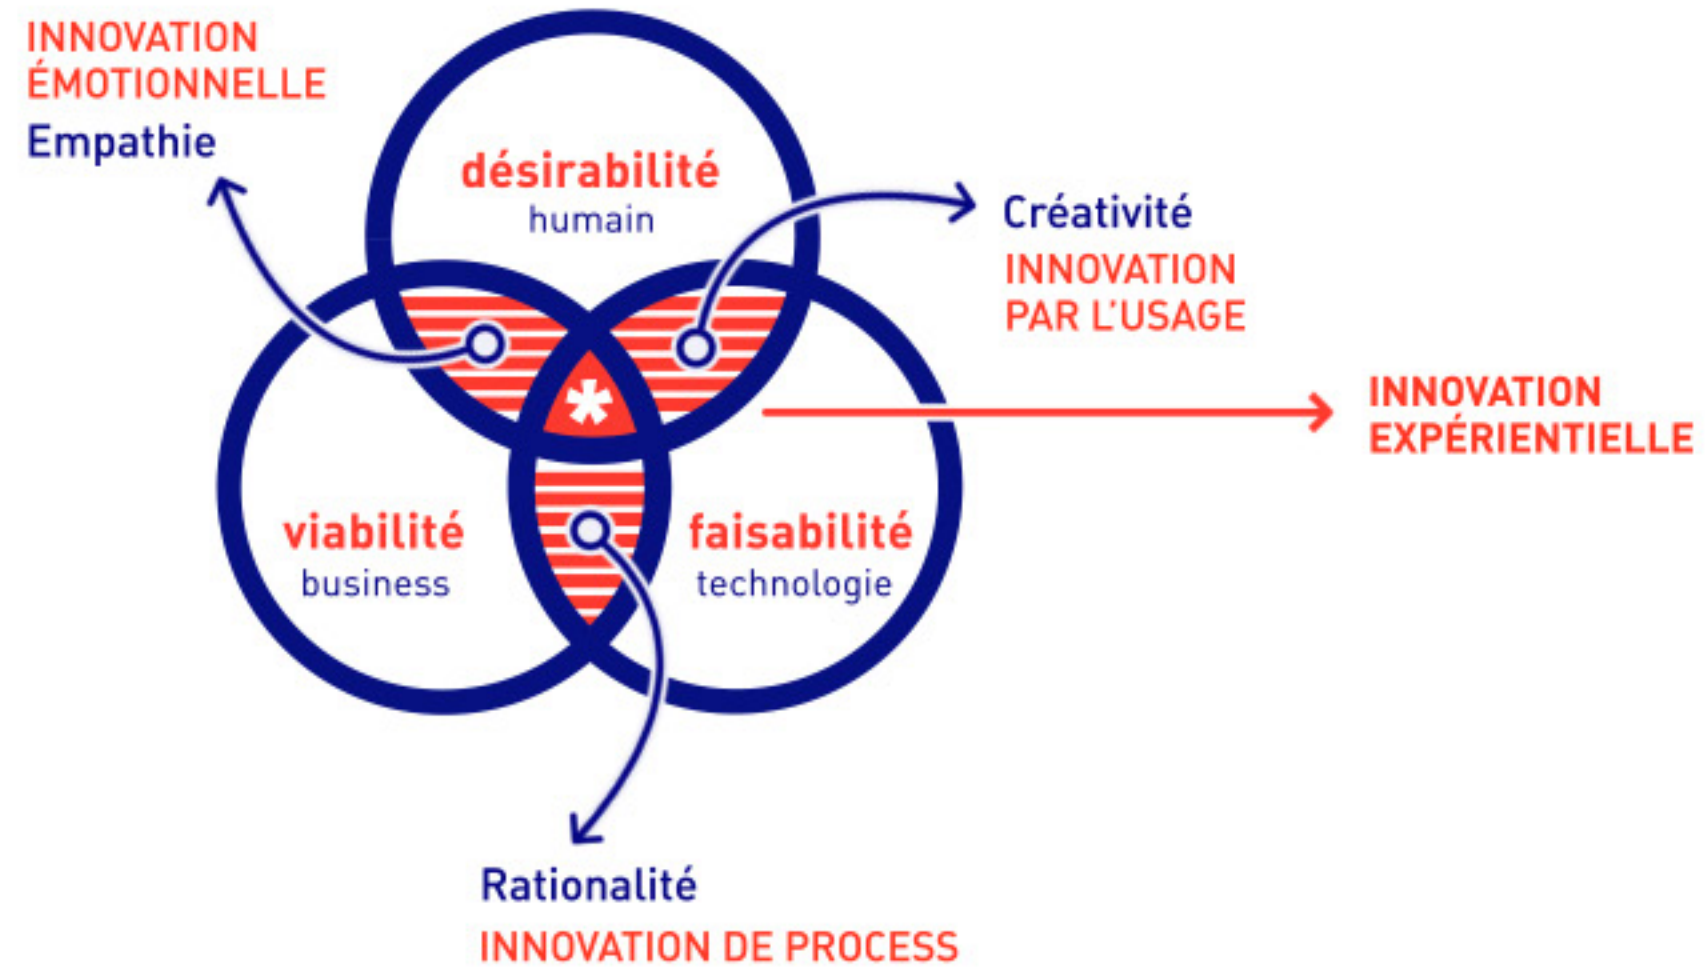 INNOVATION
ÉMOTIONNELLE
Empathie
désirabilité
humain
Créativité
INNOVATION
PAR L'USAGE
INNOVATION
EXPÉRIENTIELLE
*
viabilité
business
faisabilité
technologie
Rationalité
INNOVATION DE PROCESS